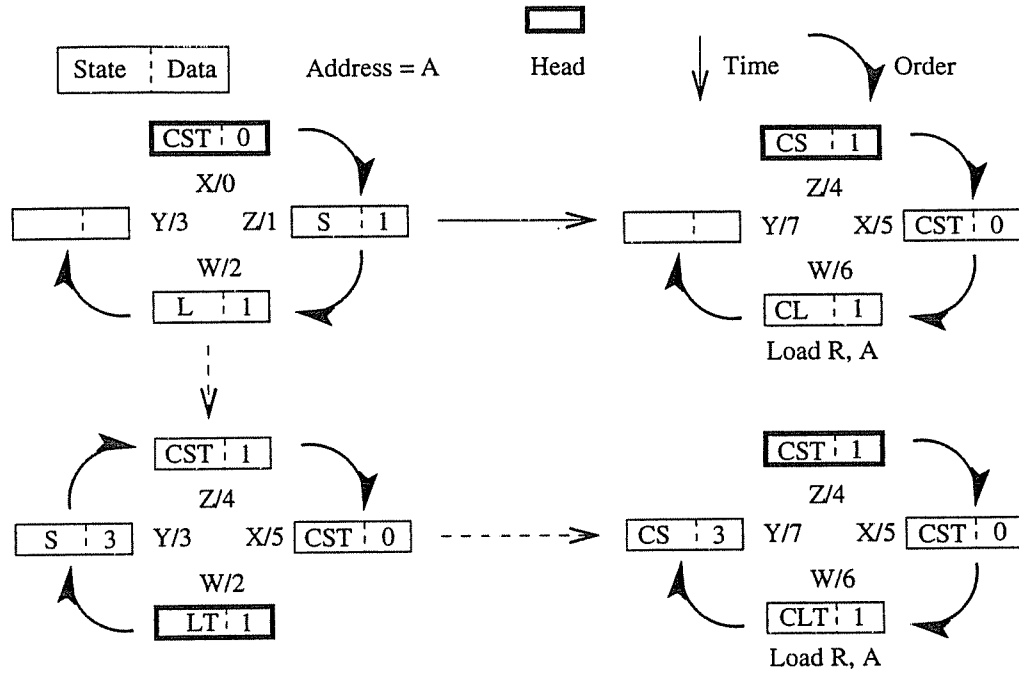 State Data
Address = A
Head
Time
Order
CST 0
X/0
Y/3 Z/1 S 1
W/2
L 1
CS 1
Z/4
Y/7 X/5 CST 0
W/6
CL 1
Load R, A
CST 1
Z/4
S 3 Y/3 X/5 CST 0
W/2
LT 1
CST 1
Z/4
CS 3 Y/7 X/5 CST 0
W/6
CLT 1
Load R, A